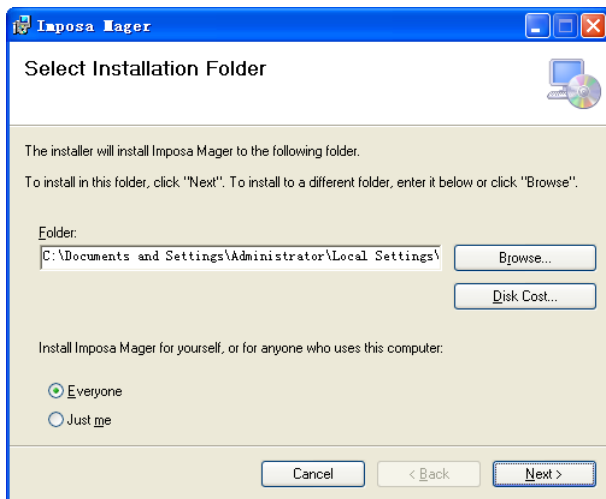 Imposa Mager
Select Installation Folder
The installer will install Imposa Mager to the following folder.
To install in this folder, click "Next". To install to a different folder, enter it below or click "Browse".
Folder:
C:\Documents and Settings\Administrator\Local Settings\
Browse...
Disk Cost...
Install Imposa Mager for yourself, or for anyone who uses this computer:
Everyone
Just me
Cancel
< Back
Next >